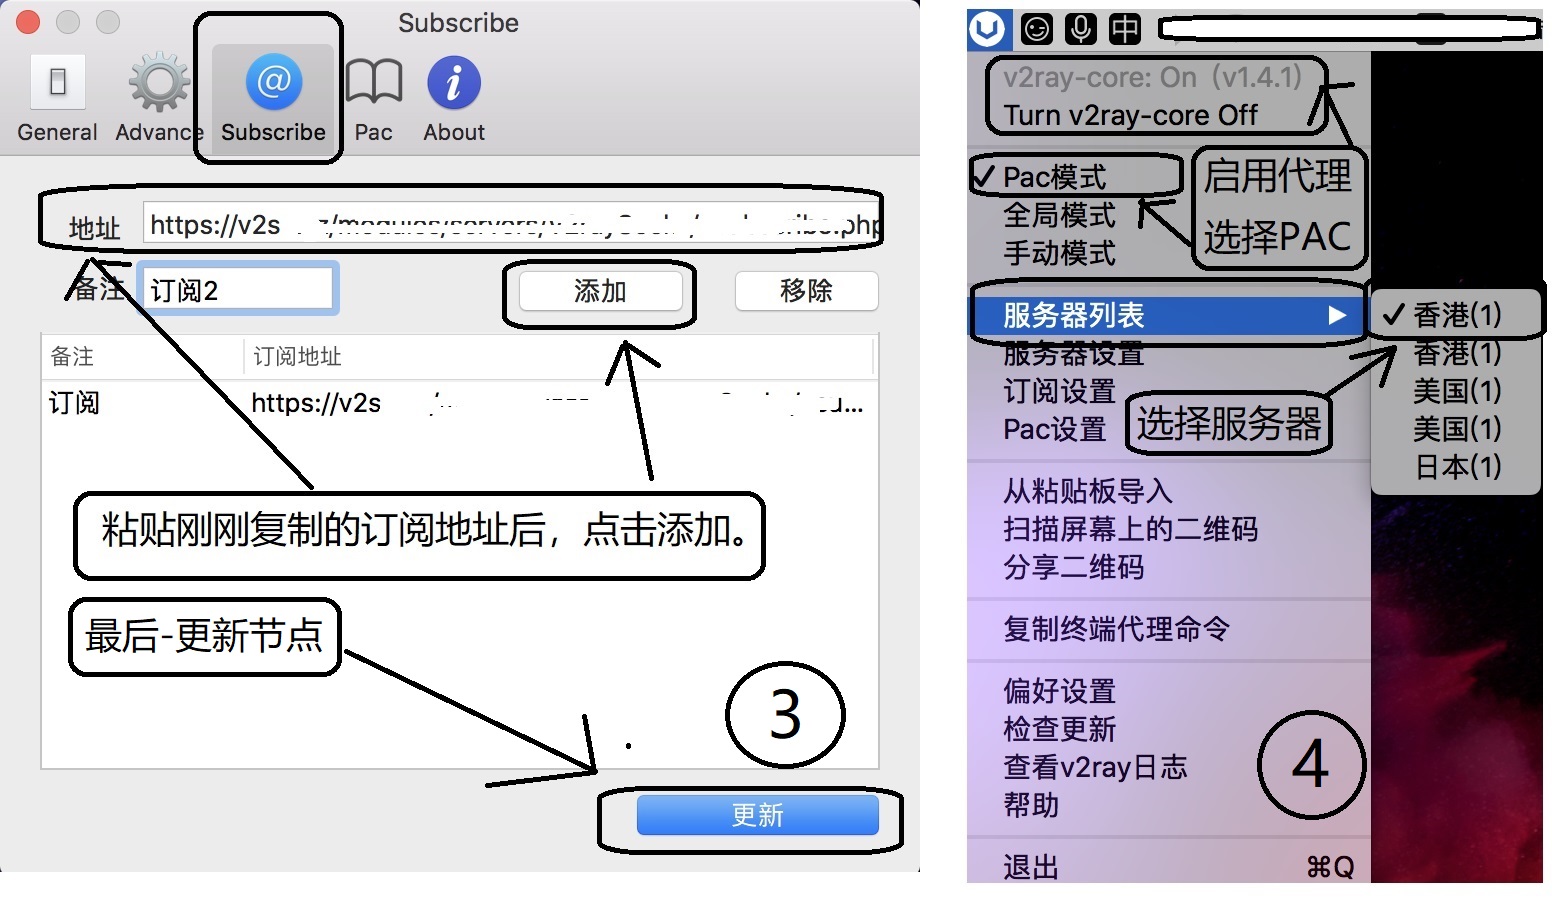 Subscribe
General
Advance
Subscribe
Pac
About
地址
https://v2s
备注
订阅2
添加
移除
备注
订阅地址
订阅
https://v2s
粘贴刚刚复制的订阅地址后，点击添加。
最后-更新节点
3
更新
中
v2ray-core: On（v1.4.1）
Turn v2ray-core Off
✓ Pac模式
全局模式
手动模式
启用代理
选择PAC
服务器列表
服务器设置
订阅设置
Pac设置
选择服务器
✓ 香港(1)
香港(1)
美国(1)
美国(1)
日本(1)
从粘贴板导入
扫描屏幕上的二维码
分享二维码
复制终端代理命令
偏好设置
检查更新
查看v2ray日志
帮助
4
退出 ⌘Q